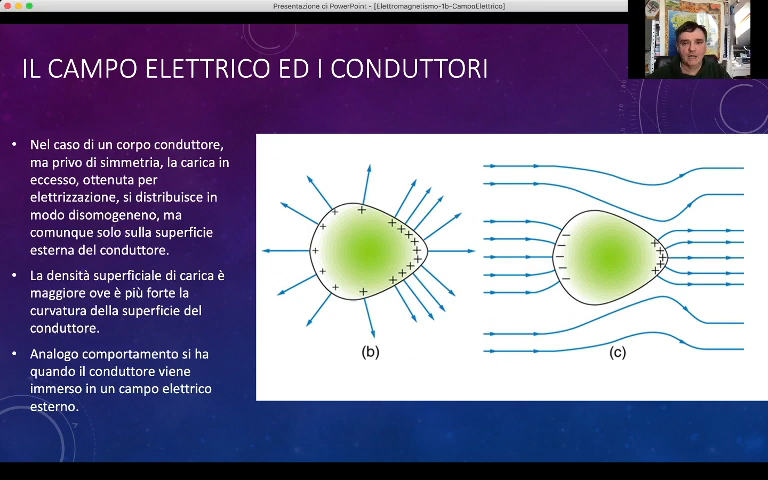 Presentazione di PowerPoint - [Elettromagnetismo-1b-CampoElettrico]
IL CAMPO ELETTRICO ED I CONDUTTORI
• Nel caso di un corpo conduttore,
ma privo di simmetria, la carica in
eccesso, ottenuta per
elettrizzazione, si distribuisce in
modo disomogeneno, ma
comunque solo sulla superficie
esterna del conduttore.
• La densità superficiale di carica è
maggiore ove è più forte la
curvatura della superficie del
conduttore.
• Analogo comportamento si ha
quando il conduttore viene
immerso in un campo elettrico
esterno.
(b)
(c)